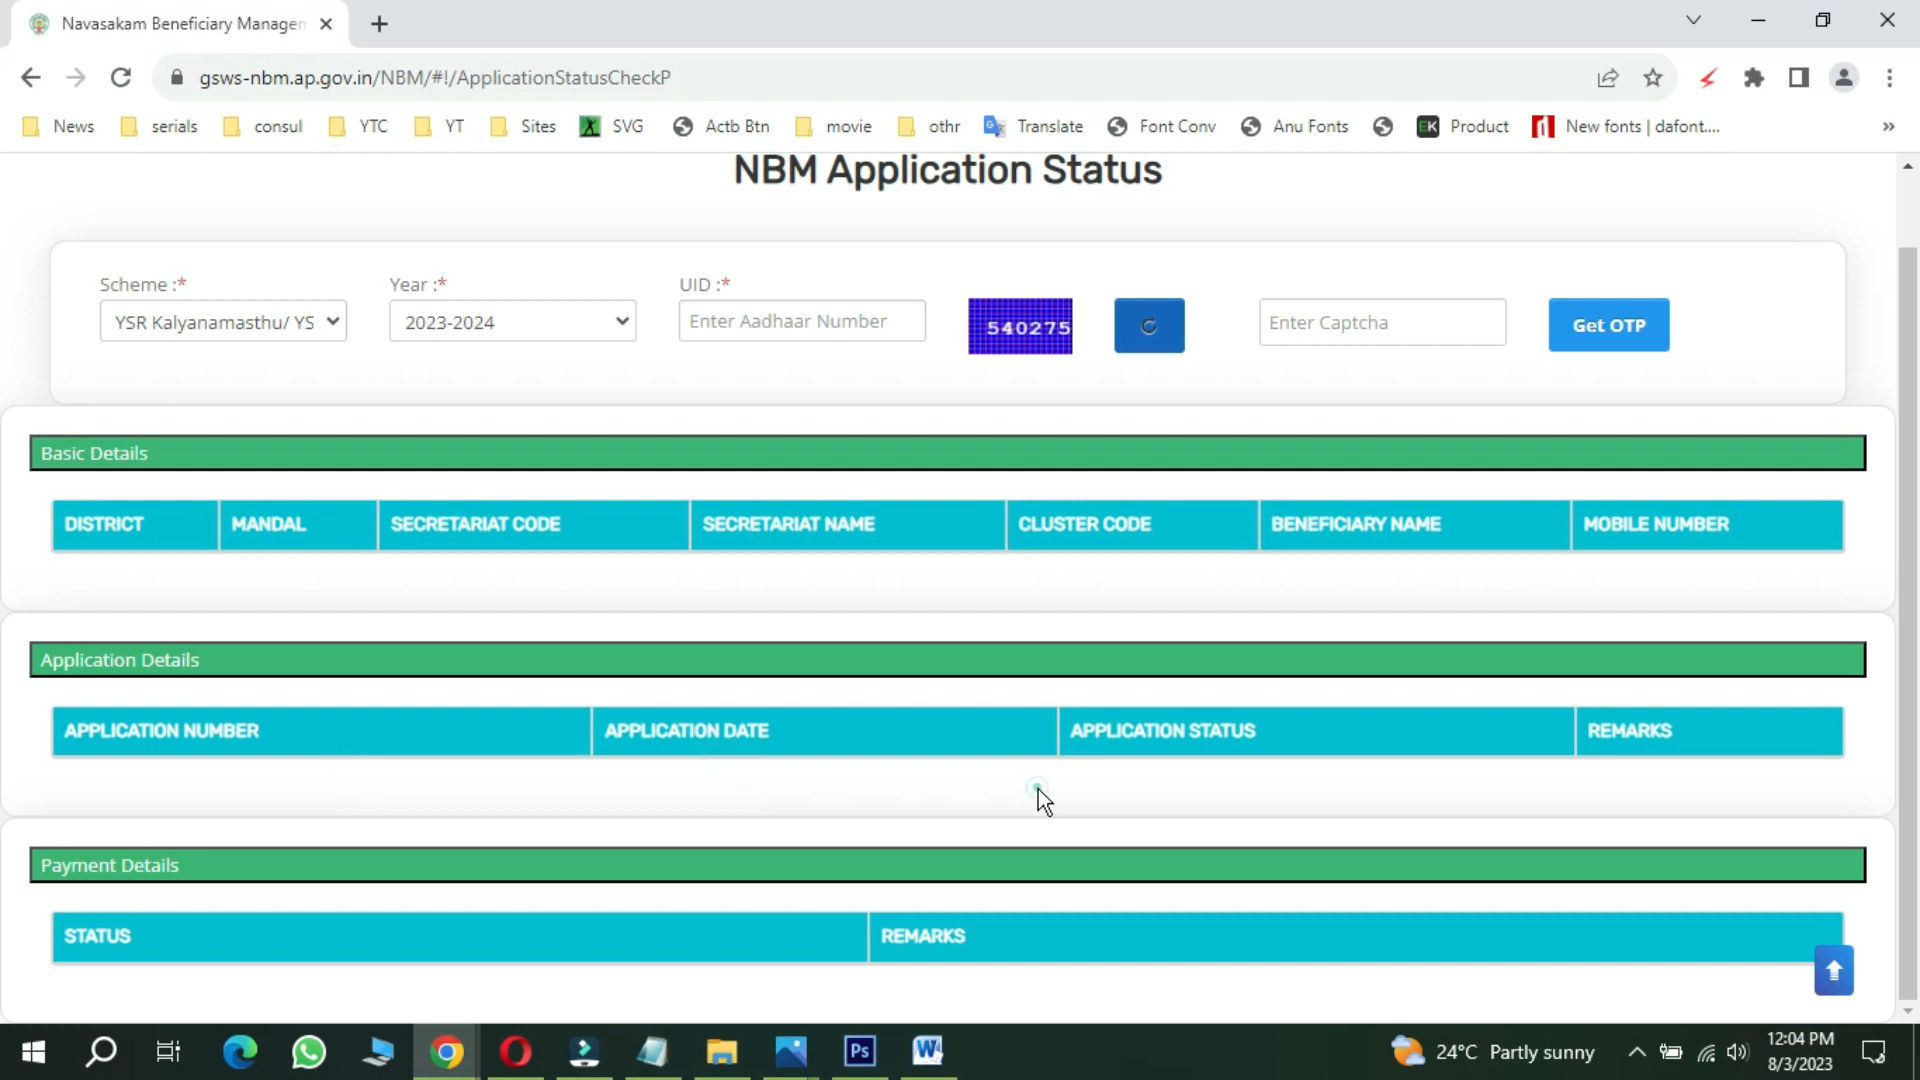 Navasakam Beneficiary Managem
gsws-nbm.ap.gov.in/NBM/#!/ApplicationStatusCheckP
News serials consul YTC YT Sites SVG Actb Btn movie othr Translate Font Conv Anu Fonts EK Product New fonts | dafont....
NBM Application Status
Scheme :* Year :* UID :*
YSR Kalyanamasthu/ YS 2023-2024 Enter Aadhaar Number 540275 Enter Captcha Get OTP
Basic Details
DISTRICT MANDAL SECRETARIAT CODE SECRETARIAT NAME CLUSTER CODE BENEFICIARY NAME MOBILE NUMBER
Application Details
APPLICATION NUMBER APPLICATION DATE APPLICATION STATUS REMARKS
Payment Details
STATUS REMARKS
Ps W 24°C Partly sunny 12:04 PM
8/3/2023